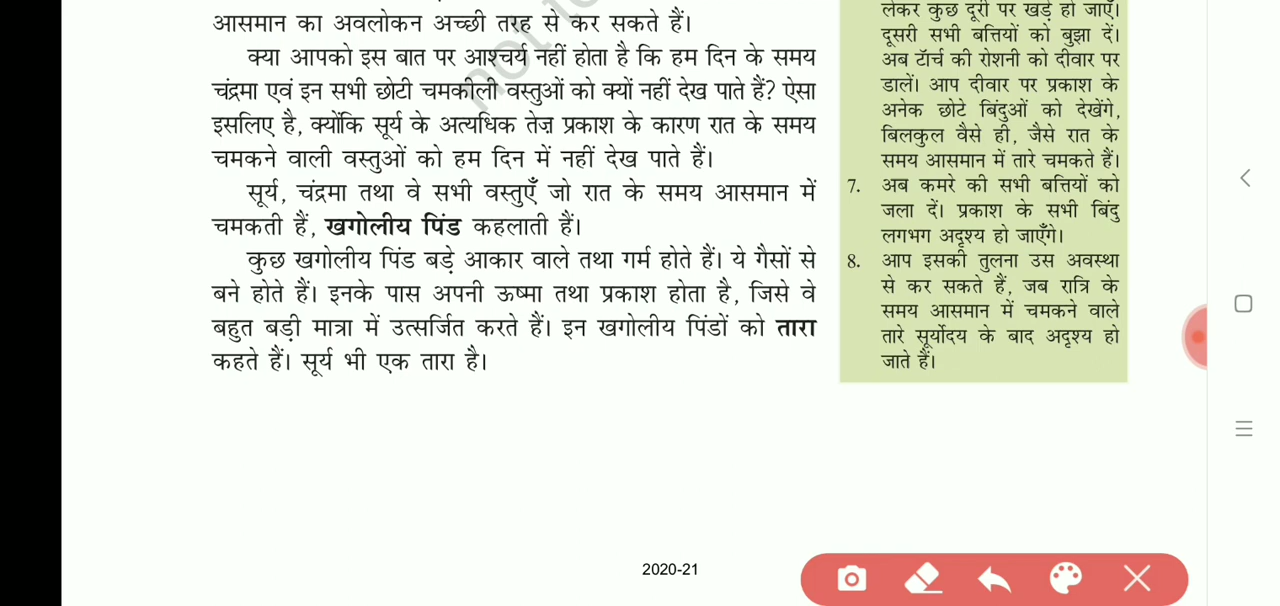 आसमान का अवलोकन अच्छी तरह से कर सकते हैं।
क्या आपको इस बात पर आश्चर्य नहीं होता है कि हम दिन के समय
चंद्रमा एवं इन सभी छोटी चमकीली वस्तुओं को क्यों नहीं देख पाते हैं? ऐसा
इसलिए है, क्योंकि सूर्य के अत्यधिक तेज़ प्रकाश के कारण रात के समय
चमकने वाली वस्तुओं को हम दिन में नहीं देख पाते हैं।
सूर्य, चंद्रमा तथा वे सभी वस्तुएँ जो रात के समय आसमान में
चमकती हैं, खगोलीय पिंड कहलाती हैं।
कुछ खगोलीय पिंड बड़े आकार वाले तथा गर्म होते हैं। ये गैसों से
बने होते हैं। इनके पास अपनी ऊष्मा तथा प्रकाश होता है, जिसे वे
बहुत बड़ी मात्रा में उत्सर्जित करते हैं। इन खगोलीय पिंडों को तारा
कहते हैं। सूर्य भी एक तारा है।
लेकर कुछ दूरी पर खड़े हो जाएँ।
दूसरी सभी बत्तियों को बुझा दें।
अब टॉर्च की रोशनी को दीवार पर
डालें। आप दीवार पर प्रकाश के
अनेक छोटे बिंदुओं को देखेंगे,
बिलकुल वैसे ही, जैसे रात के
समय आसमान में तारे चमकते हैं।
7. अब कमरे की सभी बत्तियों को
जला दें। प्रकाश के सभी बिंदु
लगभग अदृश्य हो जाएँगे।
8. आप इसकी तुलना उस अवस्था
से कर सकते हैं, जब रात्रि के
समय आसमान में चमकने वाले
तारे सूर्योदय के बाद अदृश्य हो
जाते हैं।
2020-21
not to